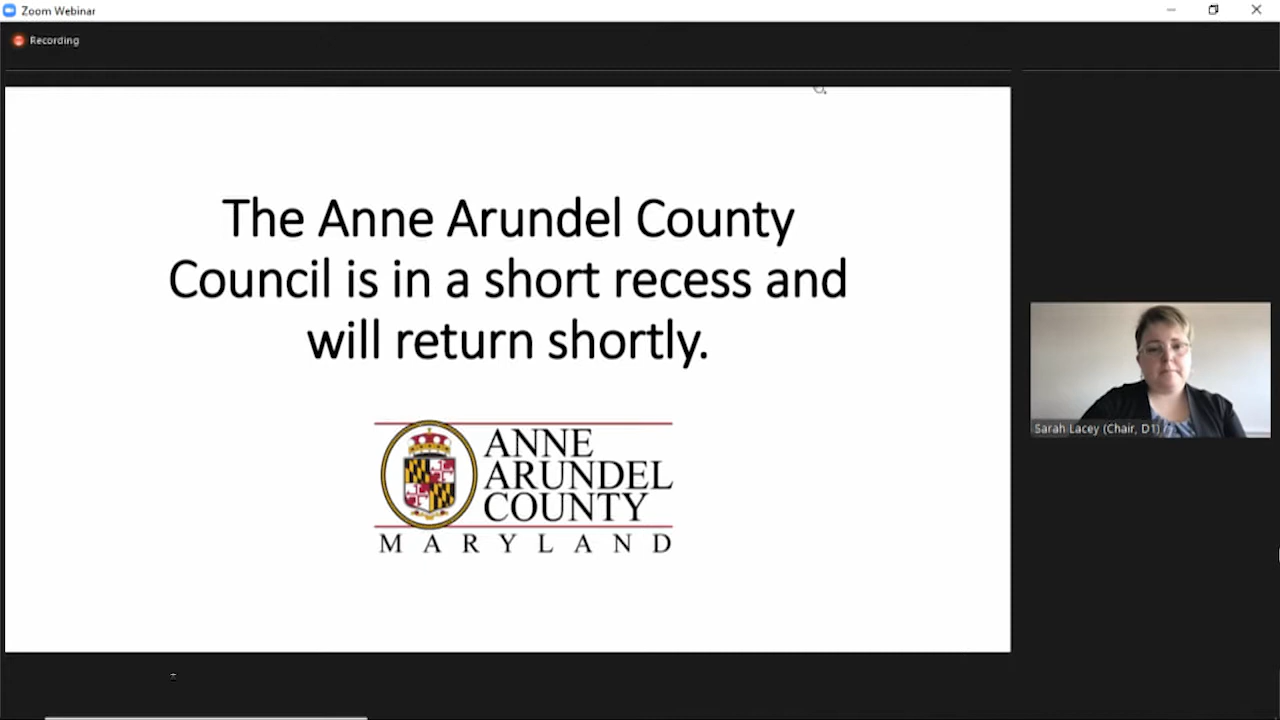 Zoom Webinar
Recording
The Anne Arundel County
Council is in a short recess and
will return shortly.
ANNE
ARUNDEL
COUNTY
MARYLAND
Sarah Lacey (Chair, D1)